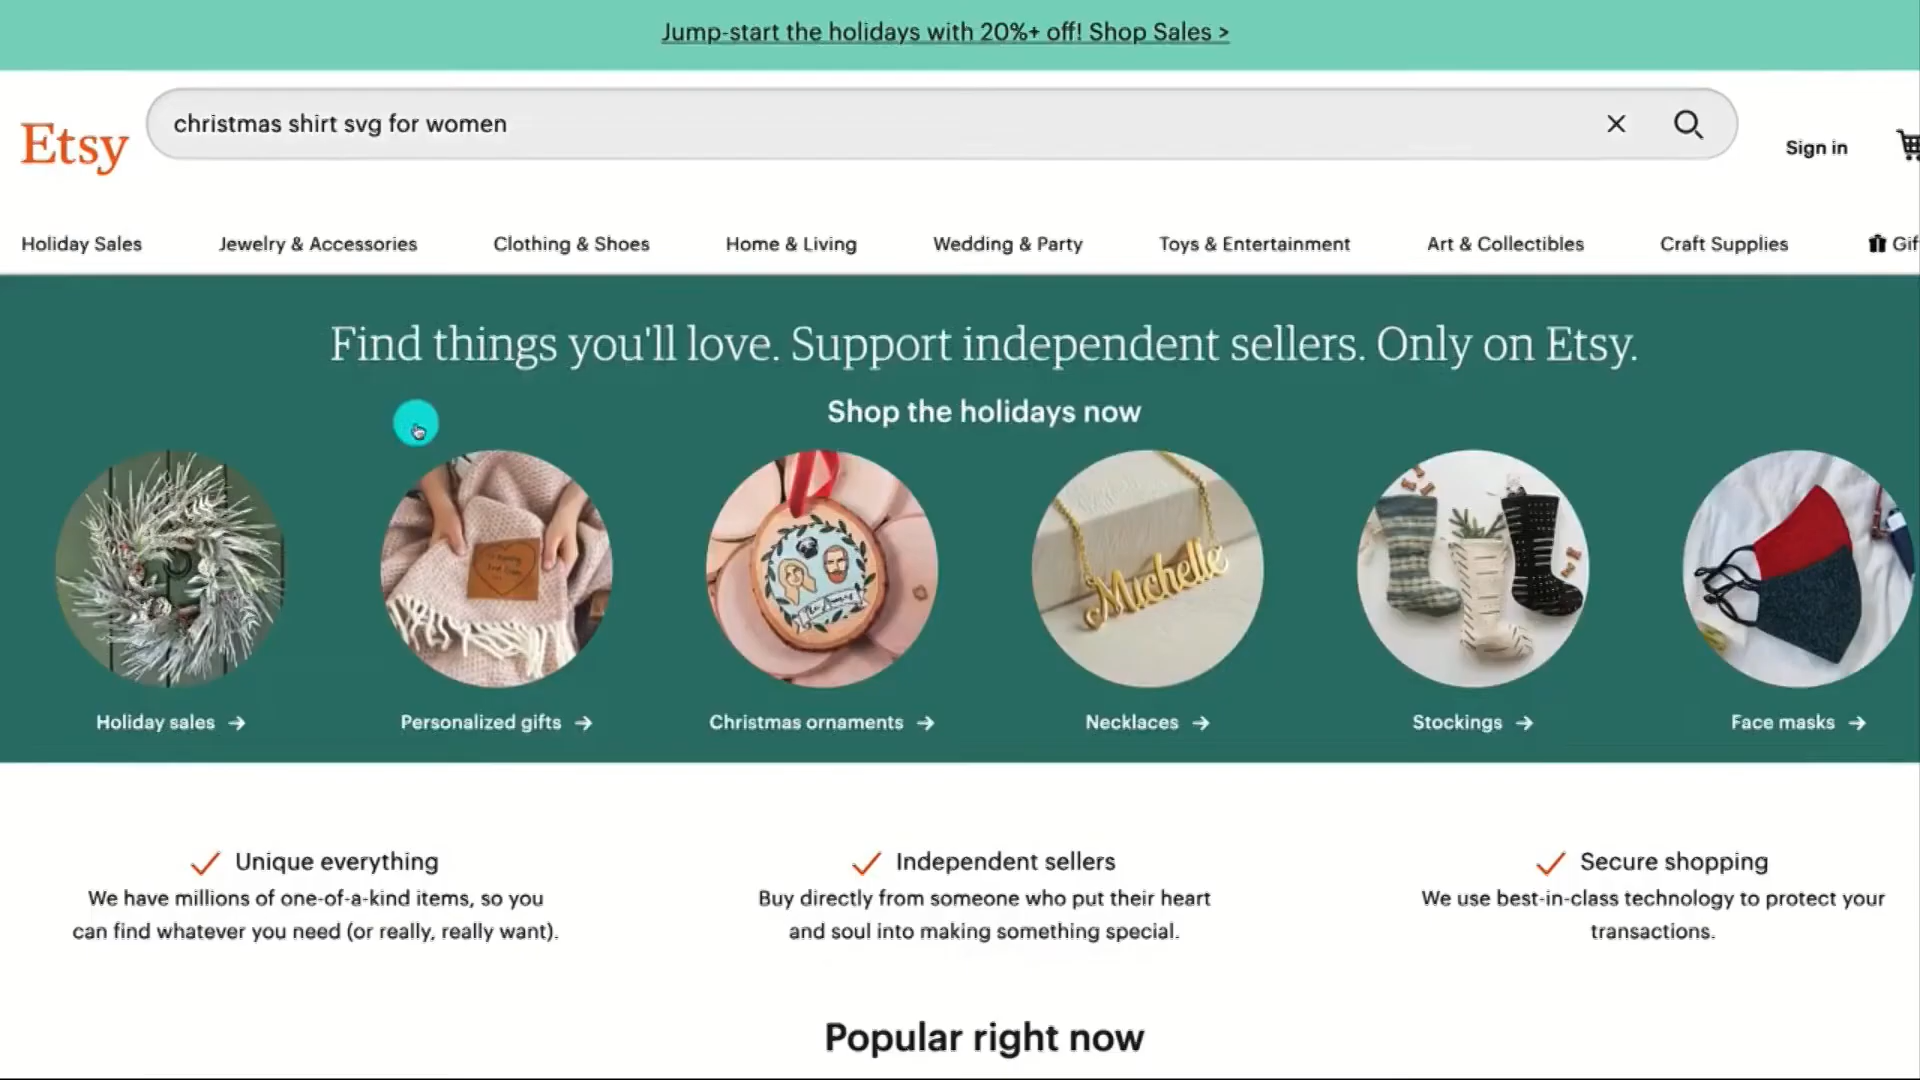 Jump-start the holidays with 20%+ off! Shop Sales >
Etsy
christmas shirt svg for women
Sign in
Holiday Sales
Jewelry & Accessories
Clothing & Shoes
Home & Living
Wedding & Party
Toys & Entertainment
Art & Collectibles
Craft Supplies
Find things you'll love. Support independent sellers. Only on Etsy.
Shop the holidays now
Michelle
Holiday sales →
Personalized gifts →
Christmas ornaments →
Necklaces →
Stockings →
Face masks →
Unique everything
We have millions of one-of-a-kind items, so you
can find whatever you need (or really, really want).
Independent sellers
Buy directly from someone who put their heart
and soul into making something special.
Secure shopping
We use best-in-class technology to protect your
transactions.
Popular right now